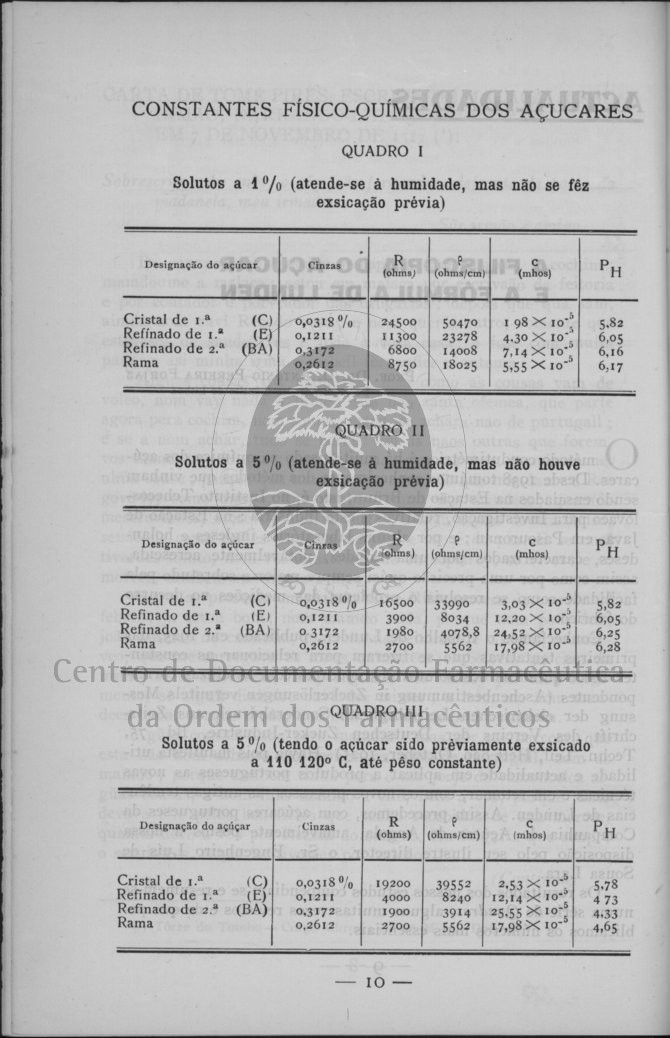 CONSTANTES FÍSICO-QUÍMICAS DOS AÇUCARES
QUADRO I
Solutos a 1 % (atende-se à humidade, mas não se fêz
exsicação prévia)
Designação do açúcar Cinzas R (ohms) ρ (ohms/cm) c (mhos) PH
Cristal de 1.ª (C) 0,0318 % 24500 50470 1 98 × 10-5 5,82
Refinado de 1.ª (E) 0,1211 11300 23278 4,30 × 10-5 6,05
Refinado de 2.ª (BA) 0,3172 6800 14008 7,14 × 10-5 6,16
Rama 0,2612 8750 18025 5,55 × 10-5 6,17
QUADRO II
Solutos a 5 % (atende-se à humidade, mas não houve
exsicação prévia)
Designação do açúcar Cinzas R (ohms) ρ (ohms/cm) c (mhos) PH
Cristal de 1.ª (C) 0,0318 % 16500 33990 3,03 × 10-5 5,82
Refinado de 1.ª (E) 0,1211 3900 8034 12,20 × 10-5 6,05
Refinado de 2.ª (BA) 0 3172 1980 4078,8 24,52 × 10-5 6,25
Rama 0,2612 2700 5562 17,98 × 10-5 6,28
Centro de Documentação Farmacêutica
da Ordem dos Farmacêuticos
QUADRO III
Solutos a 5 % (tendo o açúcar sido prèviamente exsicado
a 110 120º C, até pêso constante)
Designação do açúçar Cinzas R (ohms) ρ (ohms/cm) c (mhos) PH
Cristal de 1.ª (C) 0,0318 % 19200 39552 2,53 × 10-5 5,78
Refinado de 1.ª (E) 0,1211 4000 8240 12,14 × 10-5 4 73
Refinado de 2.ª (BA) 0,3172 1900 3914 25,55 × 10-5 4,33
Rama 0,2612 2700 5562 17,98 × 10-5 4,65
— 10 —